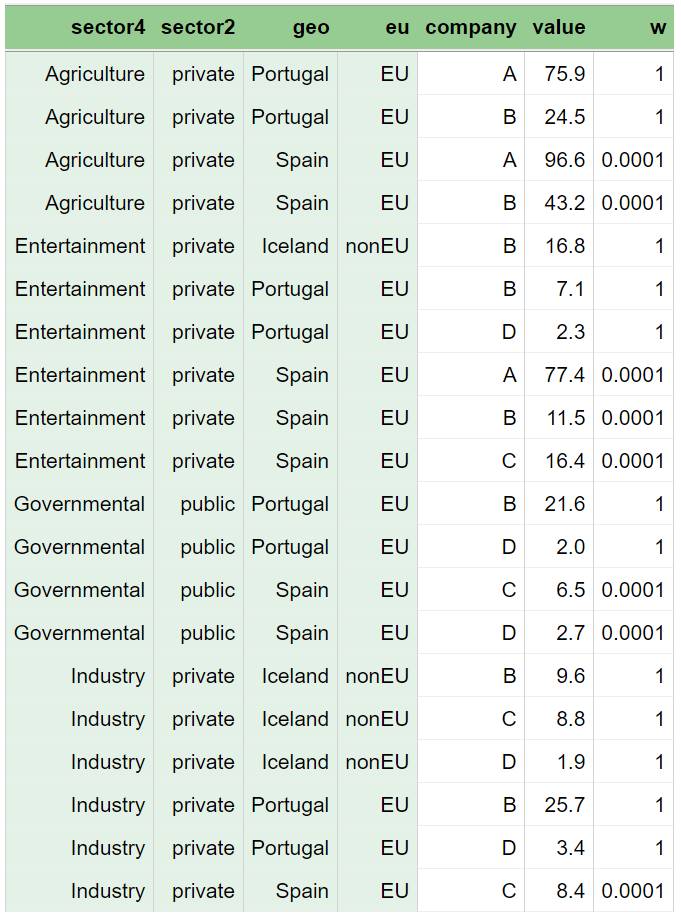 sector4 sector2 geo eu company value w
Agriculture private Portugal EU A 75.9 1
Agriculture private Portugal EU B 24.5 1
Agriculture private Spain EU A 96.6 0.0001
Agriculture private Spain EU B 43.2 0.0001
Entertainment private Iceland nonEU B 16.8 1
Entertainment private Portugal EU B 7.1 1
Entertainment private Portugal EU D 2.3 1
Entertainment private Spain EU A 77.4 0.0001
Entertainment private Spain EU B 11.5 0.0001
Entertainment private Spain EU C 16.4 0.0001
Governmental public Portugal EU B 21.6 1
Governmental public Portugal EU D 2.0 1
Governmental public Spain EU C 6.5 0.0001
Governmental public Spain EU D 2.7 0.0001
Industry private Iceland nonEU B 9.6 1
Industry private Iceland nonEU C 8.8 1
Industry private Iceland nonEU D 1.9 1
Industry private Portugal EU B 25.7 1
Industry private Portugal EU D 3.4 1
Industry private Spain EU C 8.4 0.0001